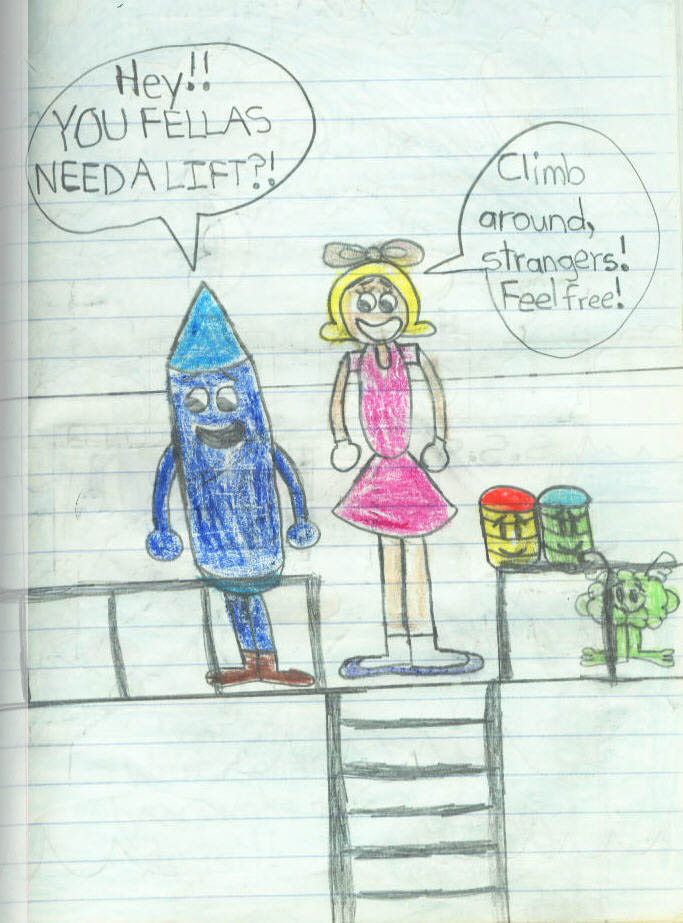 Hey!!
YOU FELLAS
NEED A LIFT?!
Climb
around,
strangers!
Feel free!